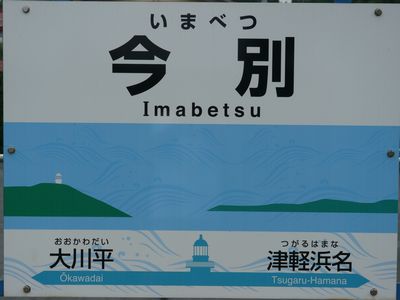 いまべつ
今別
Imabetsu
おおかわだい
大川平
Ōkawadai
つがるはまな
津軽浜名
Tsugaru-Hamana